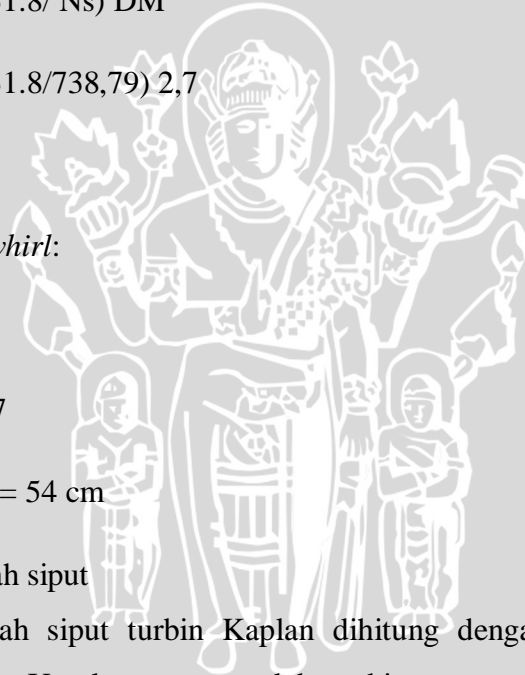 1.8/ Ns) DM
1.8/738,79) 2,7
whirl:
7
= 54 cm
ah siput
ah siput turbin Kaplan dihitung denga